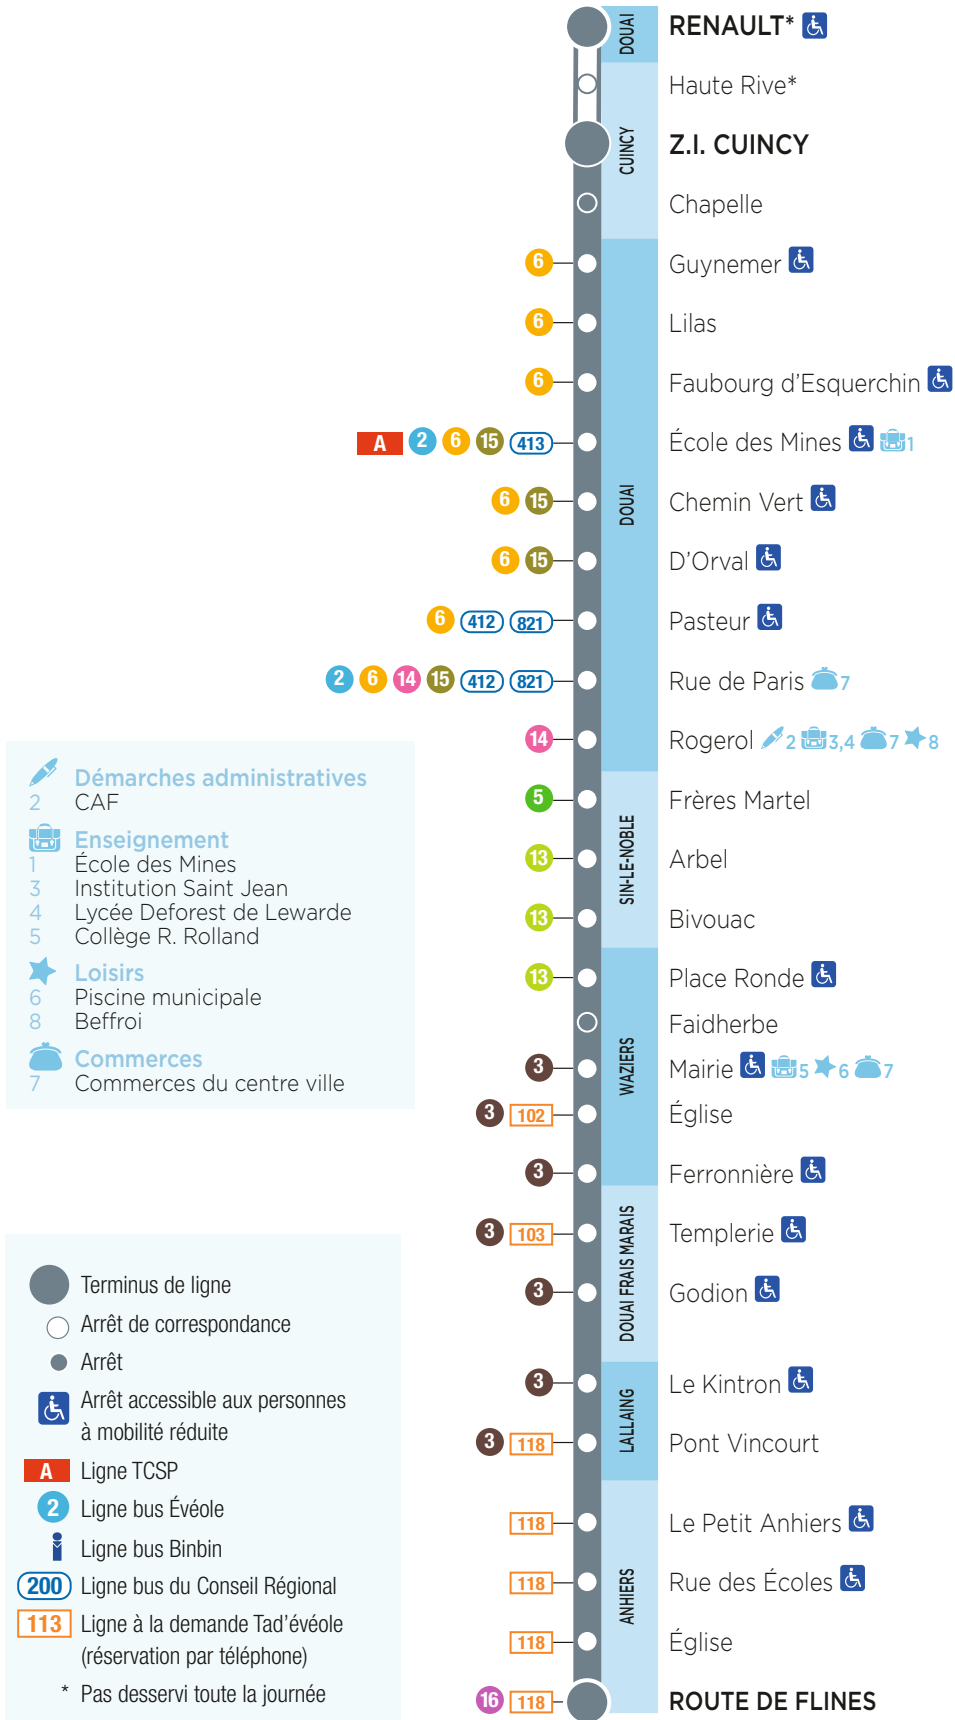 DOUAI
RENAULT*
Haute Rive*
CUINCY
Z.I. CUINCY
Chapelle
6 Guynemer
6 Lilas
6 Faubourg d'Esquerchin
A 2 6 15 413 École des Mines 1
6 15 Chemin Vert
DOUAI
6 15 D'Orval
6 412 821 Pasteur
2 6 14 15 412 821 Rue de Paris 7
14 Rogerol 2 3,4 7 8
5 Frères Martel
SIN-LE-NOBLE
13 Arbel
13 Bivouac
13 Place Ronde
Faidherbe
WAZIERS
3 Mairie 5 6 7
3 102 Église
3 Ferronnière
3 103 Templerie
DOUAI FRAIS MARAIS
3 Godion
3 Le Kintron
LALLAING
3 118 Pont Vincourt
118 Le Petit Anhiers
118 Rue des Écoles
ANHIERS
118 Église
16 118 ROUTE DE FLINES
Démarches administratives
2 CAF
Enseignement
1 École des Mines
3 Institution Saint Jean
4 Lycée Deforest de Lewarde
5 Collège R. Rolland
Loisirs
6 Piscine municipale
8 Beffroi
Commerces
7 Commerces du centre ville
Terminus de ligne
Arrêt de correspondance
Arrêt
Arrêt accessible aux personnes
à mobilité réduite
A Ligne TCSP
2 Ligne bus Évéole
Ligne bus Binbin
200 Ligne bus du Conseil Régional
113 Ligne à la demande Tad'évéole
(réservation par téléphone)
* Pas desservi toute la journée